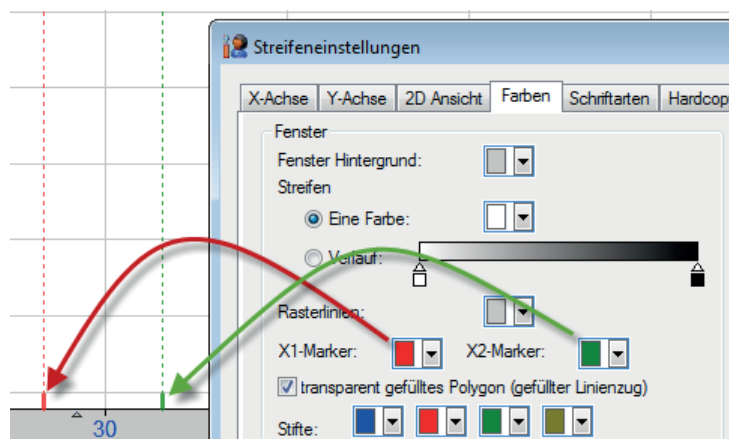 Streifeneinstellungen
X-Achse Y-Achse 2D Ansicht Farben Schriftarten Hardcop
Fenster
Fenster Hintergrund:
Streifen
Eine Farbe:
Verlauf:
Rasterlinien:
X1-Marker: X2-Marker:
transparent gefülltes Polygon (gefüllter Linienzug)
Stifte:
30